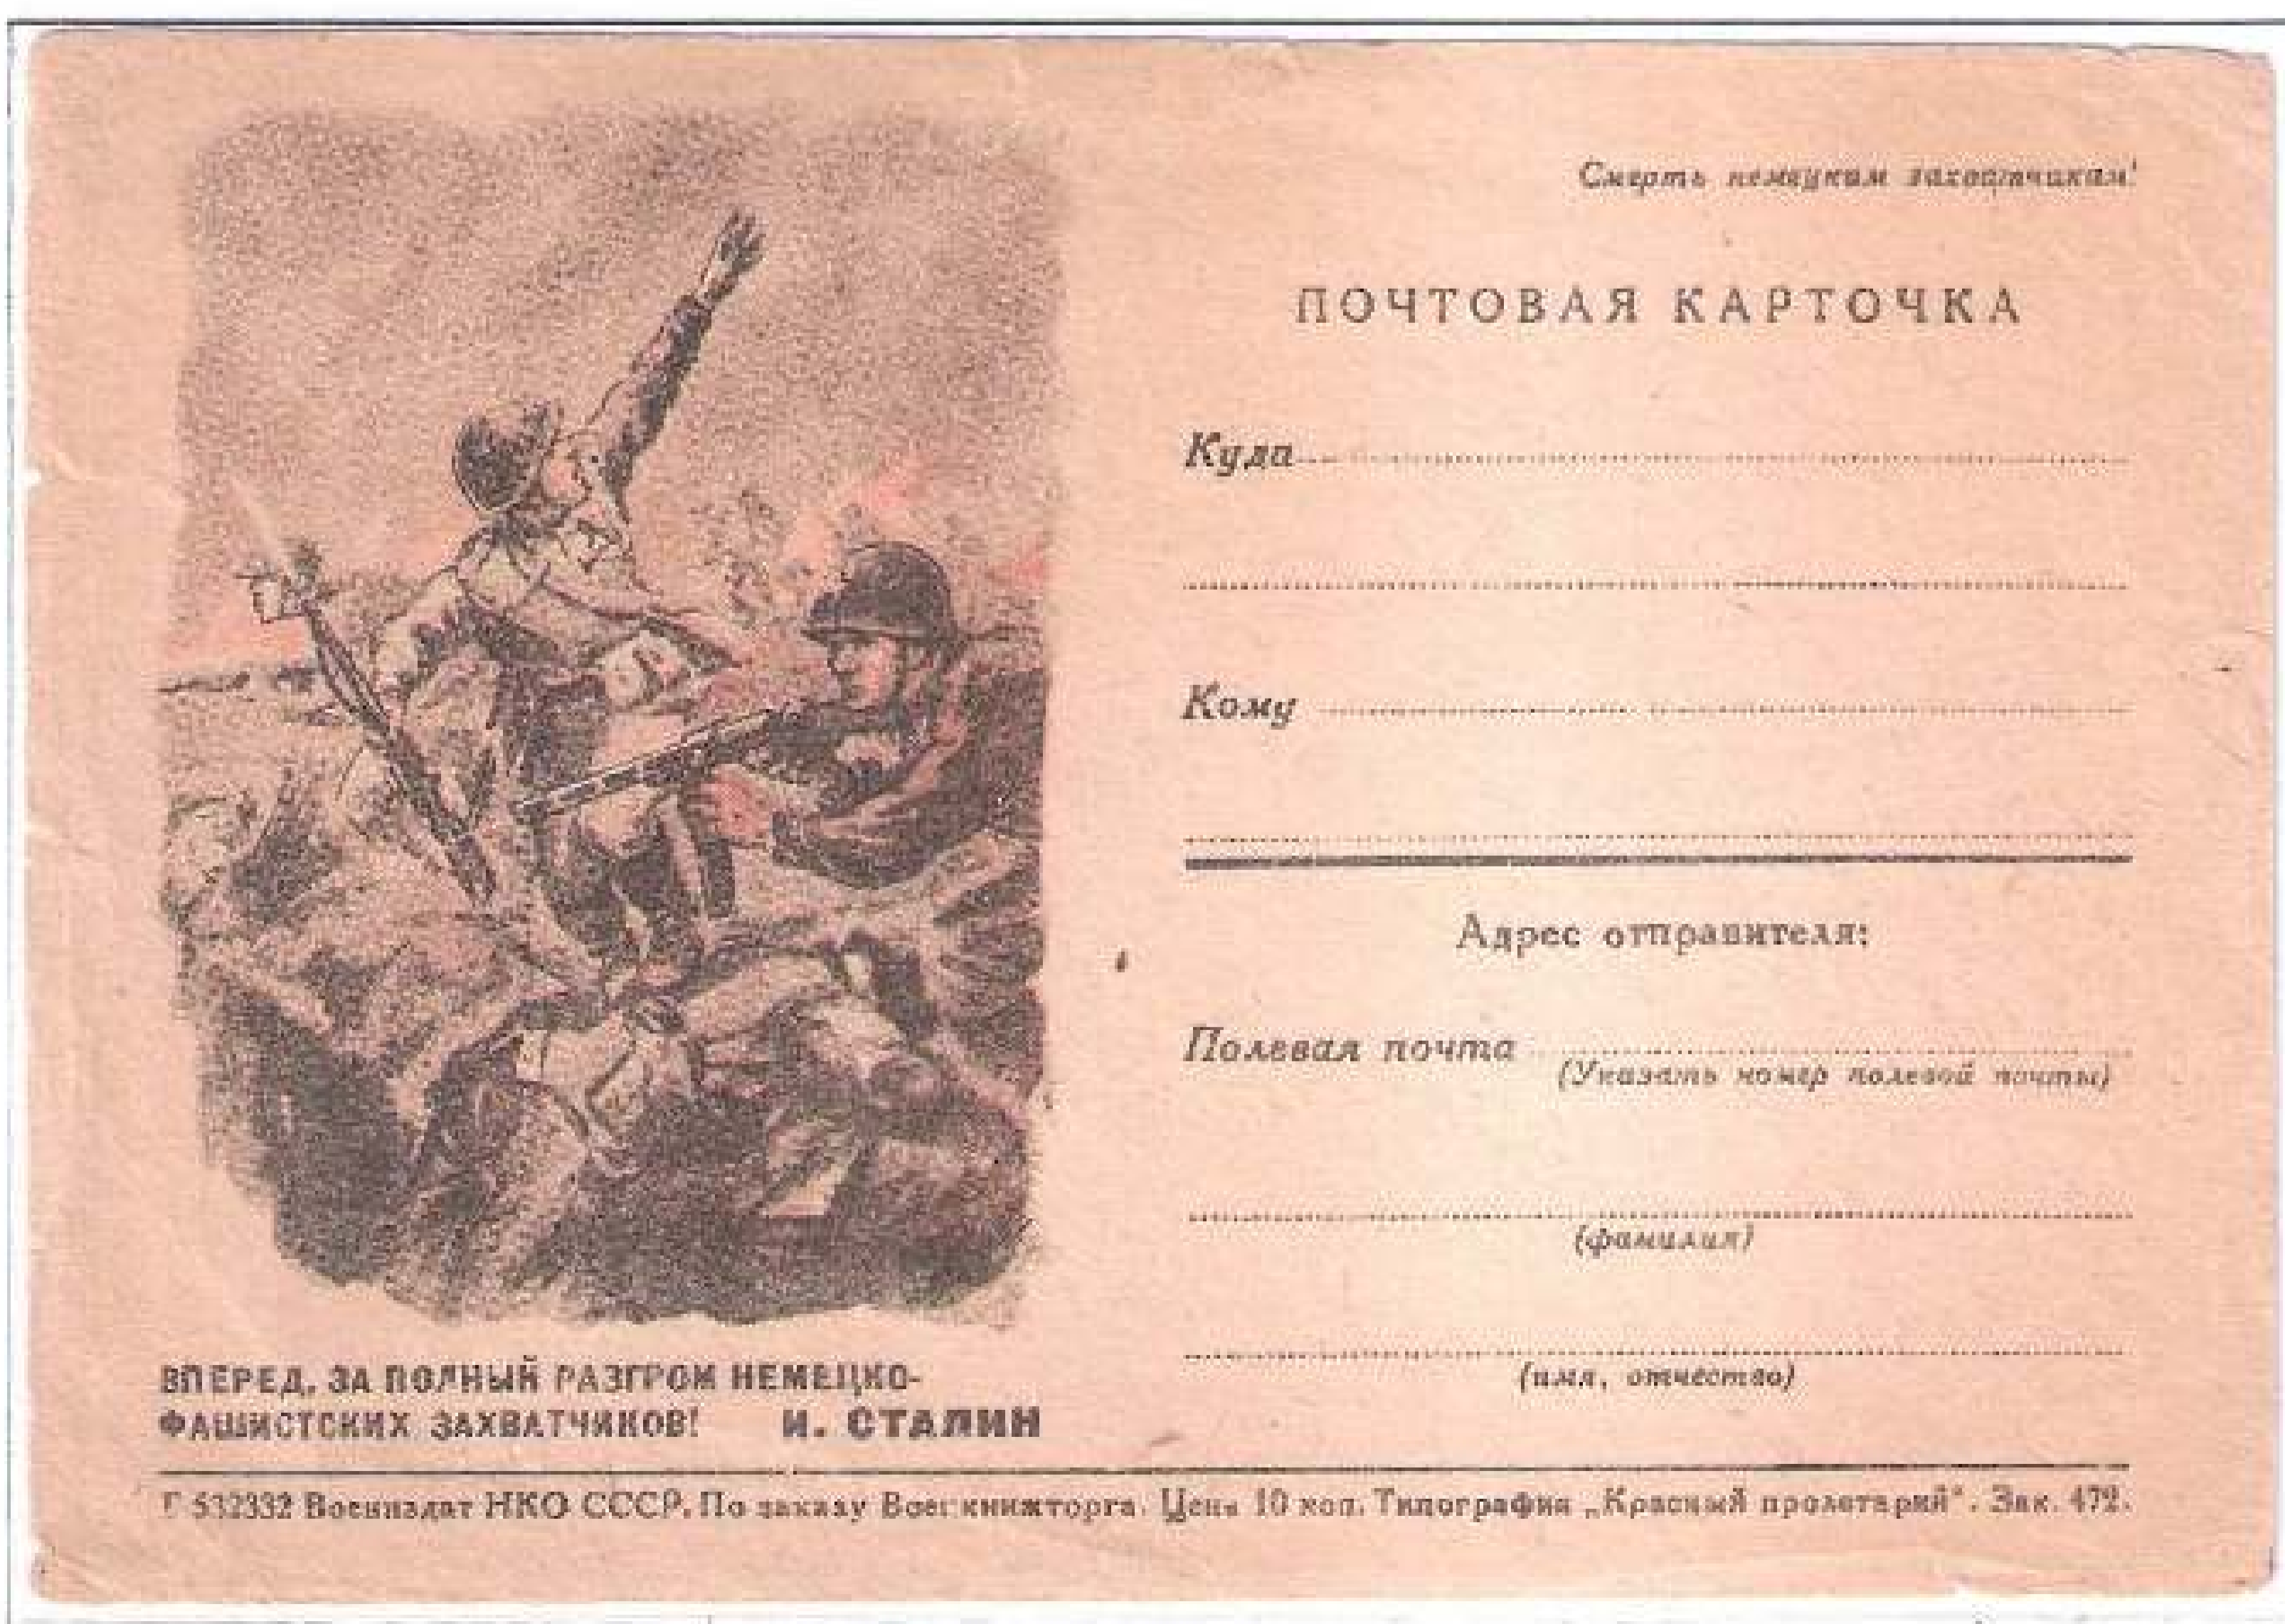 Смерть немецким захватчикам!
ПОЧТОВАЯ КАРТОЧКА
Куда
Кому
Адрес отправителя:
Полевая почта
(Указать номер полевой почты)
(фамилия)
(имя, отчество)
ВПЕРЕД, ЗА ПОЛНЫЙ РАЗГРОМ НЕМЕЦКО-
ФАШИСТСКИХ ЗАХВАТЧИКОВ! И. СТАЛИН
Г 532332 Воениздат НКО СССР. По заказу Военкнижторга. Цена 10 коп. Типография „Красный пролетарий". Зак. 472.